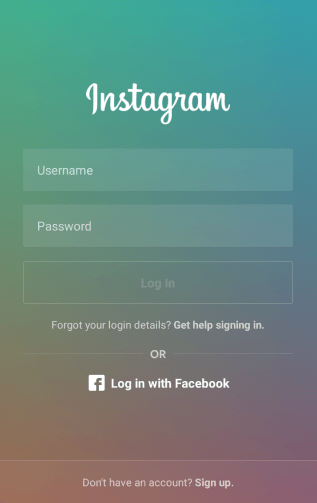 Instagram
Username
Password
Log In
Forgot your login details? Get help signing in.
OR
Log in with Facebook
Don't have an account? Sign up.